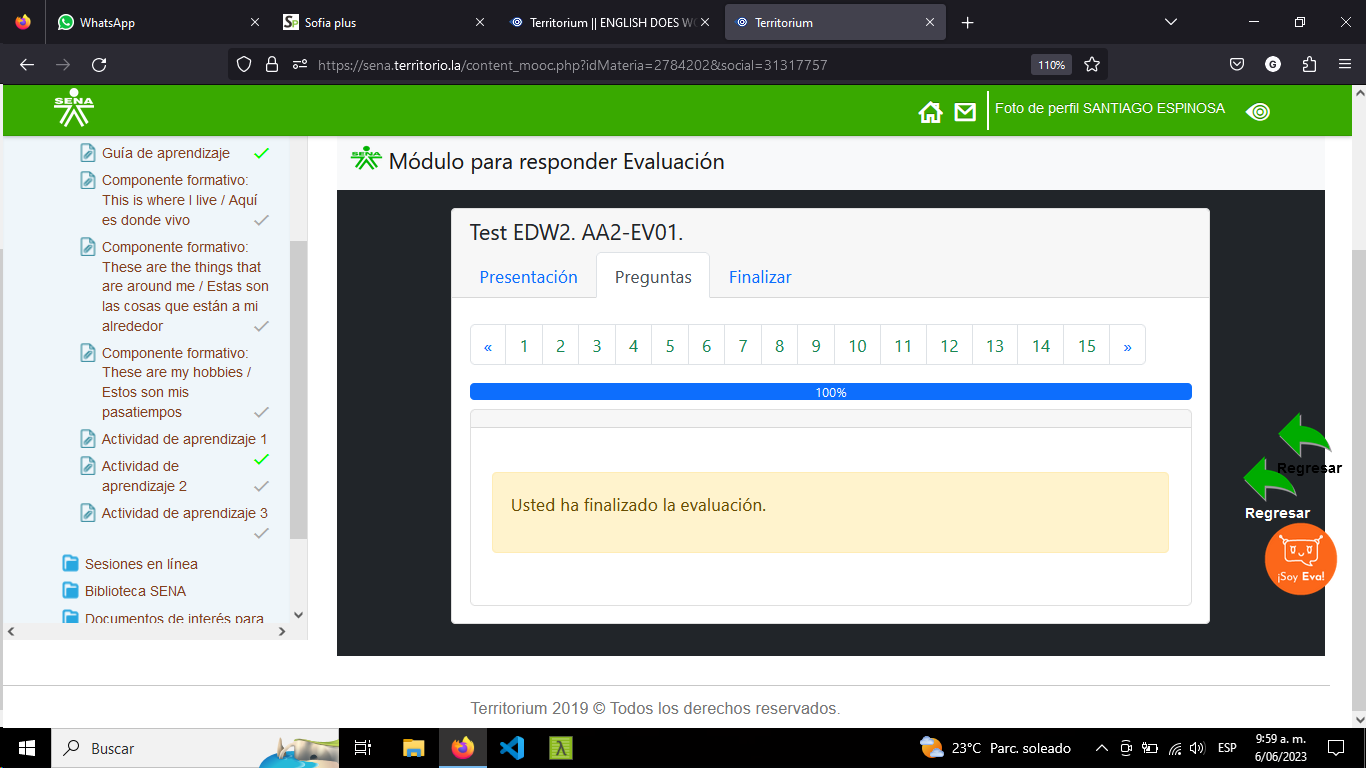 WhatsApp
Sofia plus
Territorium || ENGLISH DOES WO
Territorium
https://sena.territorio.la/content_mooc.php?idMateria=2784202&social=31317757
110%
G
SENA
Foto de perfil SANTIAGO ESPINOSA
Guía de aprendizaje
Componente formativo:
This is where I live / Aquí
es donde vivo
Componente formativo:
These are the things that
are around me / Estas son
las cosas que están a mi
alrededor
Componente formativo:
These are my hobbies /
Estos son mis
pasatiempos
Actividad de aprendizaje 1
Actividad de
aprendizaje 2
Actividad de aprendizaje 3
Sesiones en línea
Biblioteca SENA
Documentos de interés para
SENA
Módulo para responder Evaluación
Test EDW2. AA2-EV01.
Presentación
Preguntas
Finalizar
« 1 2 3 4 5 6 7 8 9 10 11 12 13 14 15 »
100%
Usted ha finalizado la evaluación.
Regresar
Regresar
¡Soy Eva!
Territorium 2019 © Todos los derechos reservados.
Buscar
23°C Parc. soleado
ESP
9:59 a. m.
6/06/2023